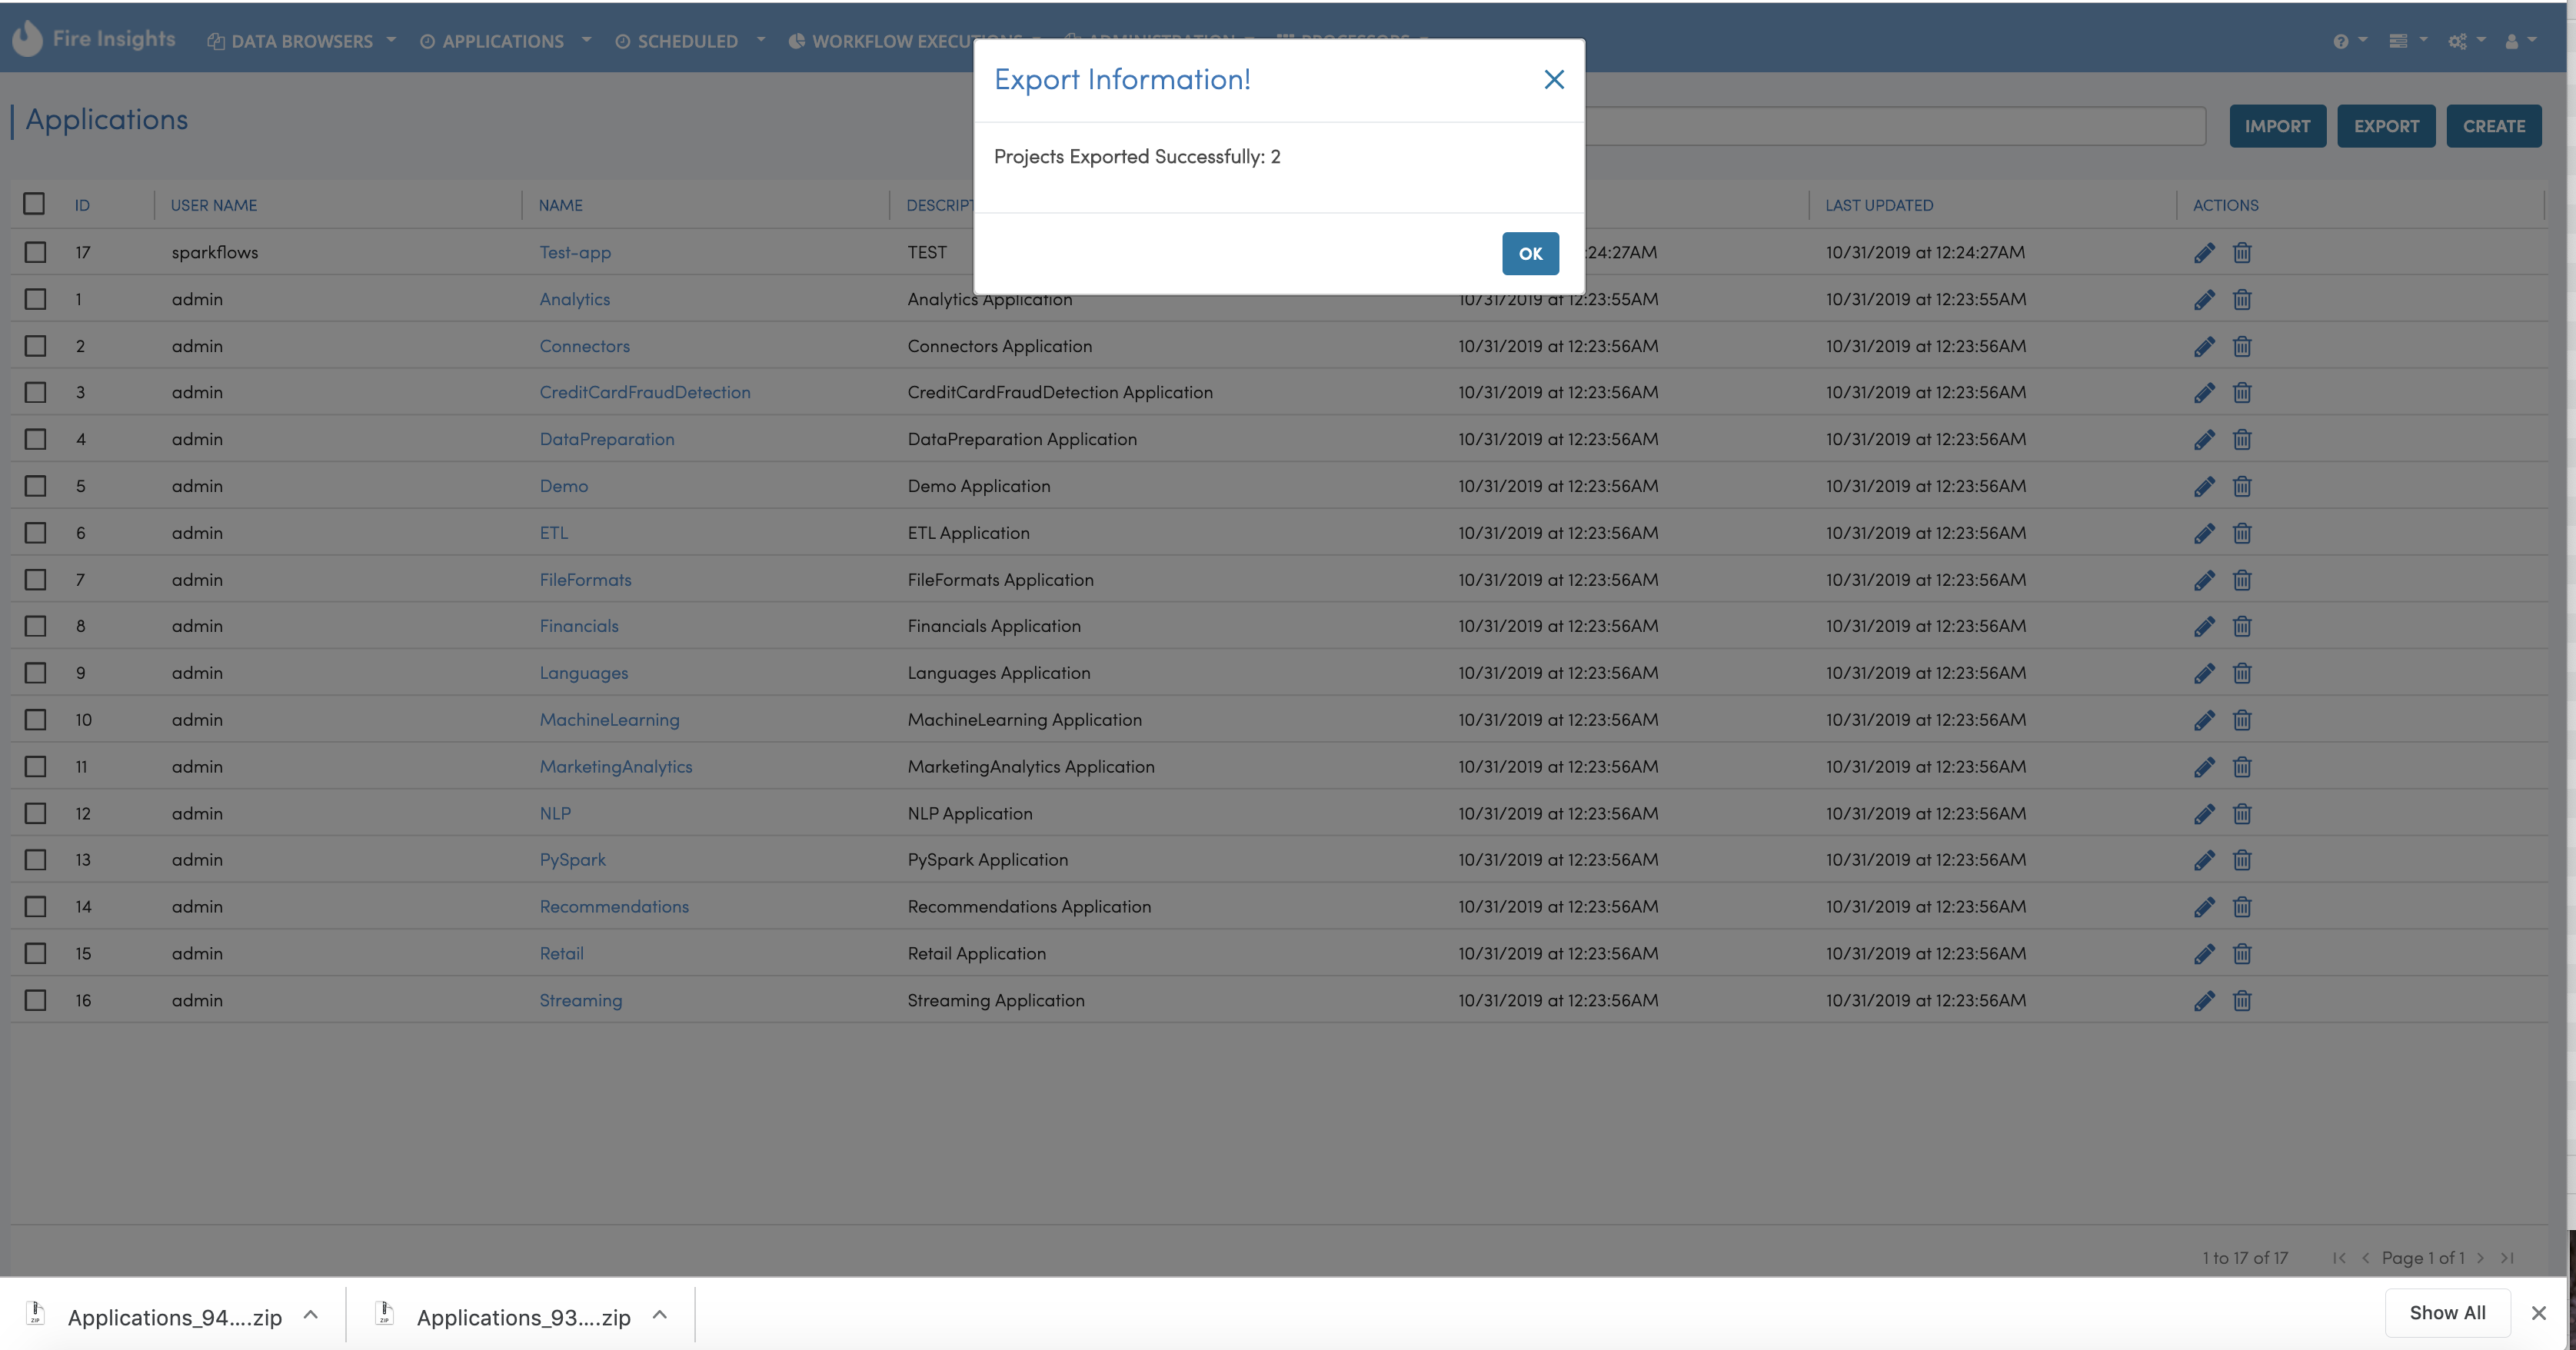 Fire Insights DATA BROWSERS APPLICATIONS SCHEDULED WORKFLOW EXECUTIONS ADMINISTRATION PROCESSORS
Export Information!
Applications
IMPORT EXPORT CREATE
Projects Exported Successfully: 2
OK
ID USER NAME NAME DESCRIPT LAST UPDATED ACTIONS
17 sparkflows Test-app TEST :24:27AM 10/31/2019 at 12:24:27AM
1 admin Analytics Analytics Application 10/31/2019 at 12:23:55AM 10/31/2019 at 12:23:55AM
2 admin Connectors Connectors Application 10/31/2019 at 12:23:56AM 10/31/2019 at 12:23:56AM
3 admin CreditCardFraudDetection CreditCardFraudDetection Application 10/31/2019 at 12:23:56AM 10/31/2019 at 12:23:56AM
4 admin DataPreparation DataPreparation Application 10/31/2019 at 12:23:56AM 10/31/2019 at 12:23:56AM
5 admin Demo Demo Application 10/31/2019 at 12:23:56AM 10/31/2019 at 12:23:56AM
6 admin ETL ETL Application 10/31/2019 at 12:23:56AM 10/31/2019 at 12:23:56AM
7 admin FileFormats FileFormats Application 10/31/2019 at 12:23:56AM 10/31/2019 at 12:23:56AM
8 admin Financials Financials Application 10/31/2019 at 12:23:56AM 10/31/2019 at 12:23:56AM
9 admin Languages Languages Application 10/31/2019 at 12:23:56AM 10/31/2019 at 12:23:56AM
10 admin MachineLearning MachineLearning Application 10/31/2019 at 12:23:56AM 10/31/2019 at 12:23:56AM
11 admin MarketingAnalytics MarketingAnalytics Application 10/31/2019 at 12:23:56AM 10/31/2019 at 12:23:56AM
12 admin NLP NLP Application 10/31/2019 at 12:23:56AM 10/31/2019 at 12:23:56AM
13 admin PySpark PySpark Application 10/31/2019 at 12:23:56AM 10/31/2019 at 12:23:56AM
14 admin Recommendations Recommendations Application 10/31/2019 at 12:23:56AM 10/31/2019 at 12:23:56AM
15 admin Retail Retail Application 10/31/2019 at 12:23:56AM 10/31/2019 at 12:23:56AM
16 admin Streaming Streaming Application 10/31/2019 at 12:23:56AM 10/31/2019 at 12:23:56AM
1 to 17 of 17 Page 1 of 1
Applications_94....zip Applications_93....zip Show All